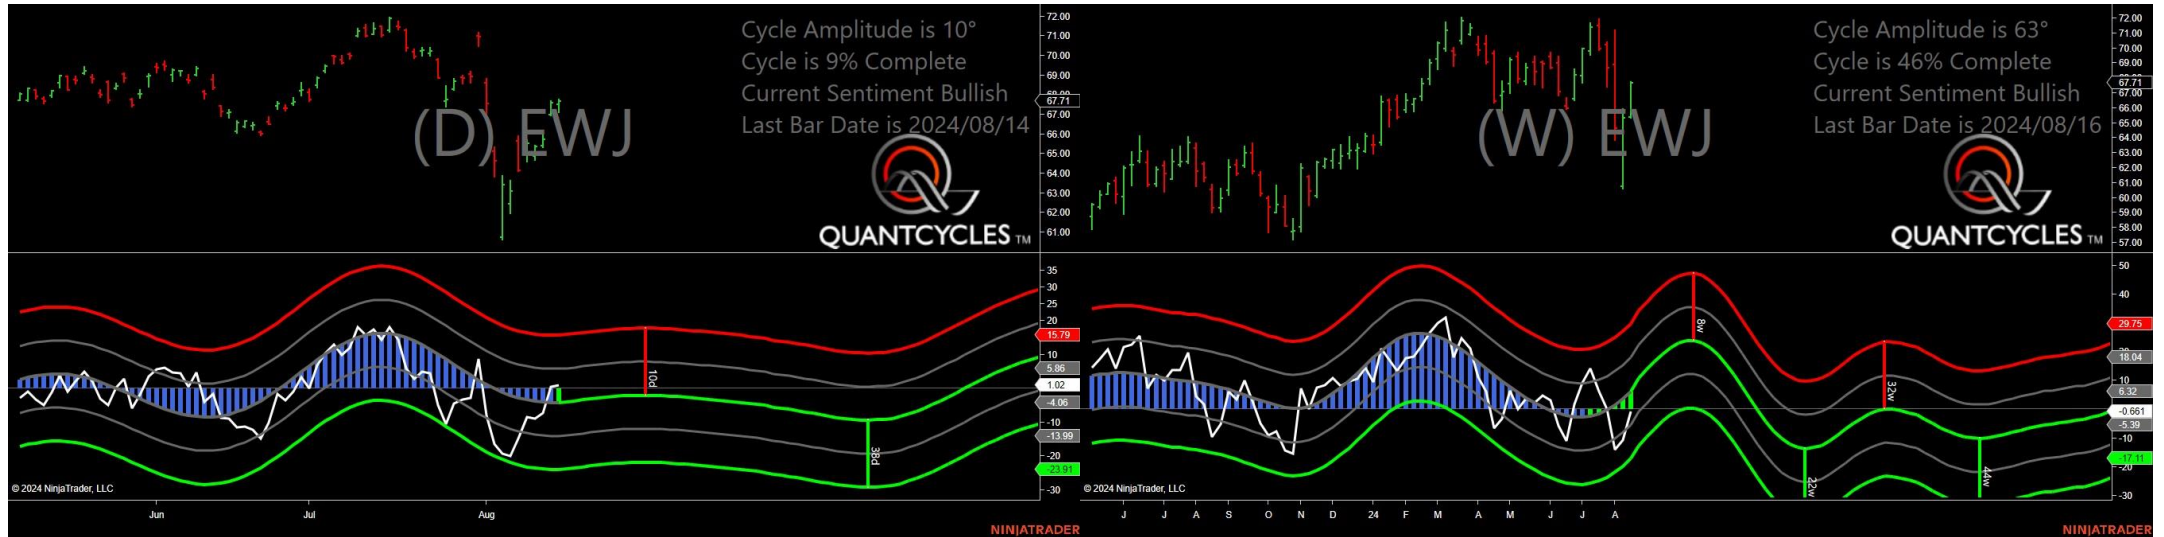 Cycle Amplitude is 10°
Cycle is 9% Complete
Current Sentiment Bullish
Last Bar Date is 2024/08/14
(D) EWJ
QUANTCYCLES TM
72.00
71.00
70.00
69.00
68.00
67.71
67.00
66.00
65.00
64.00
63.00
62.00
61.00
35
30
25
20
15.79
10
5.86
1.02
-4.06
-10
-13.99
-20
-23.91
-30
10d
38d
© 2024 NinjaTrader, LLC
Jun Jul Aug
NINJATRADER
Cycle Amplitude is 63°
Cycle is 46% Complete
Current Sentiment Bullish
Last Bar Date is 2024/08/16
(W) EWJ
QUANTCYCLES TM
72.00
71.00
70.00
69.00
67.71
67.00
66.00
65.00
64.00
63.00
62.00
61.00
60.00
59.00
58.00
57.00
50
40
29.75
18.04
10
6.32
-0.661
-5.39
-10
-17.11
-20
-30
8w
22w
32w
44w
© 2024 NinjaTrader, LLC
J J A S O N D 24 F M A M J J A
NINJATRADER